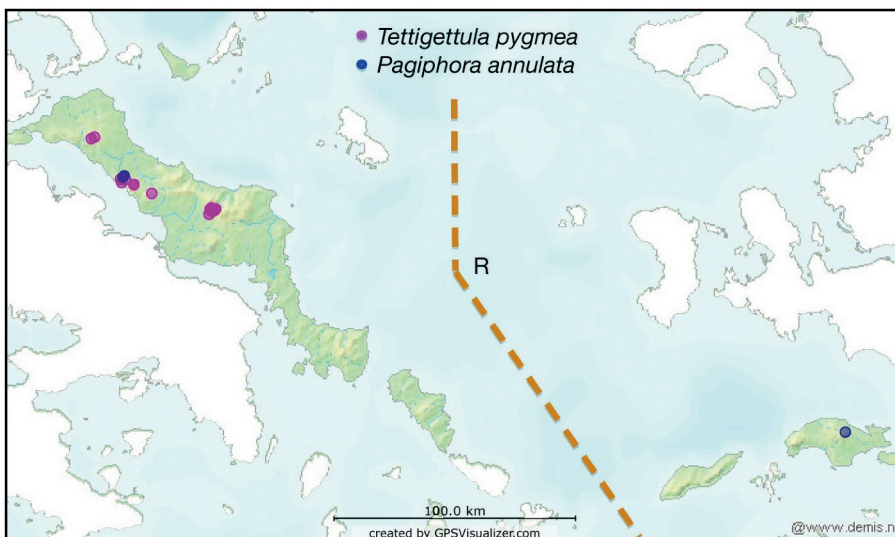 Tettigettula pygmea
Pagiphora annulata
R
100.0 km
created by GPSVisualizer.com
@www.demis.n